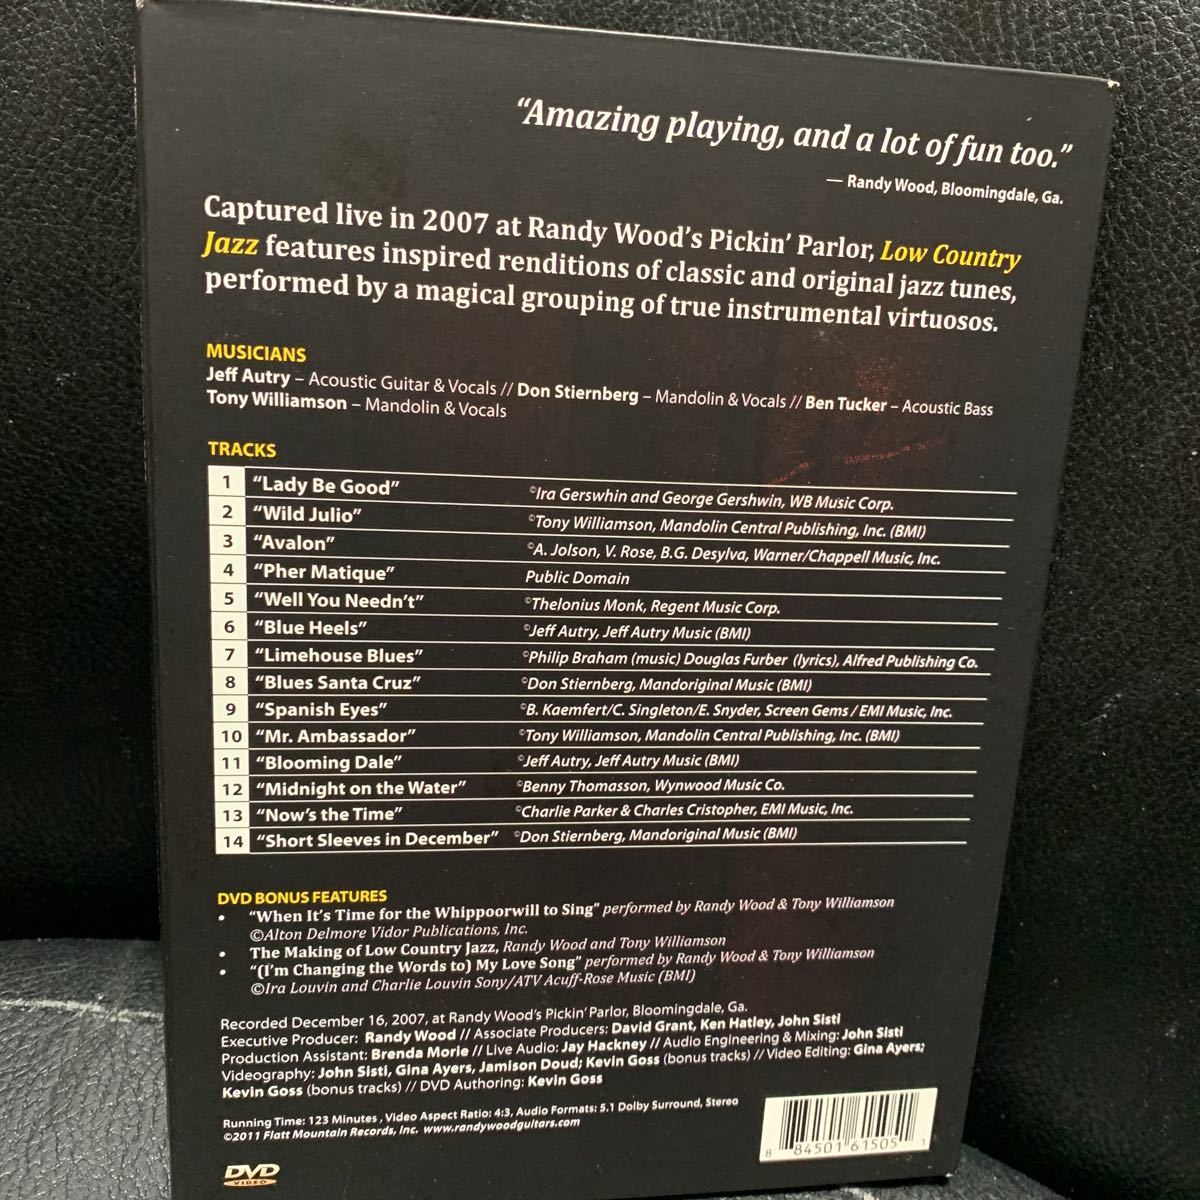 “Amazing playing, and a lot of fun too.”
— Randy Wood, Bloomingdale, Ga.
Captured live in 2007 at Randy Wood’s Pickin’ Parlor, Low Country
Jazz features inspired renditions of classic and original jazz tunes,
performed by a magical grouping of true instrumental virtuosos.
MUSICIANS
Jeff Autry – Acoustic Guitar & Vocals // Don Stiernberg – Mandolin & Vocals // Ben Tucker – Acoustic Bass
Tony Williamson – Mandolin & Vocals
TRACKS
1 “Lady Be Good” ©Ira Gerswhin and George Gershwin, WB Music Corp.
2 “Wild Julio” ©Tony Williamson, Mandolin Central Publishing, Inc. (BMI)
3 “Avalon” ©A. Jolson, V. Rose, B.G. Desylva, Warner/Chappell Music, Inc.
4 “Pher Matique” Public Domain
5 “Well You Needn’t” ©Thelonius Monk, Regent Music Corp.
6 “Blue Heels” ©Jeff Autry, Jeff Autry Music (BMI)
7 “Limehouse Blues” ©Philip Braham (music) Douglas Furber (lyrics), Alfred Publishing Co.
8 “Blues Santa Cruz” ©Don Stiernberg, Mandoriginal Music (BMI)
9 “Spanish Eyes” ©B. Kaemfert/C. Singleton/E. Snyder, Screen Gems / EMI Music, Inc.
10 “Mr. Ambassador” ©Tony Williamson, Mandolin Central Publishing, Inc. (BMI)
11 “Blooming Dale” ©Jeff Autry, Jeff Autry Music (BMI)
12 “Midnight on the Water” ©Benny Thomasson, Wynwood Music Co.
13 “Now’s the Time” ©Charlie Parker & Charles Cristopher, EMI Music, Inc.
14 “Short Sleeves in December” ©Don Stiernberg, Mandoriginal Music (BMI)
DVD BONUS FEATURES
• “When It’s Time for the Whippoorwill to Sing” performed by Randy Wood & Tony Williamson
©Alton Delmore Vidor Publications, Inc.
• The Making of Low Country Jazz, Randy Wood and Tony Williamson
• “(I’m Changing the Words to) My Love Song” performed by Randy Wood & Tony Williamson
©Ira Louvin and Charlie Louvin Sony/ATV Acuff-Rose Music (BMI)
Recorded December 16, 2007, at Randy Wood’s Pickin’ Parlor, Bloomingdale, Ga.
Executive Producer: Randy Wood // Associate Producers: David Grant, Ken Hatley, John Sisti
Production Assistant: Brenda Morie // Live Audio: Jay Hackney // Audio Engineering & Mixing: John Sisti
Videography: John Sisti, Gina Ayers, Jamison Doud; Kevin Goss (bonus tracks) // Video Editing: Gina Ayers;
Kevin Goss (bonus tracks) // DVD Authoring: Kevin Goss
Running Time: 123 Minutes , Video Aspect Ratio: 4:3, Audio Formats: 5.1 Dolby Surround, Stereo
©2011 Flatt Mountain Records, Inc. www.randywoodguitars.com
8 84501 61505 1
DVD
VIDEO